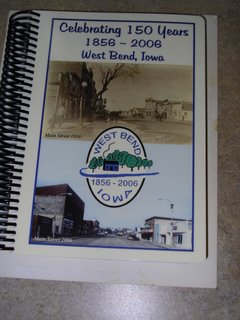 Celebrating 150 Years
1856 ~ 2006
West Bend, Iowa
Main Street 1916
WEST BEND
1856 - 2006
IOWA
Main Street 2006